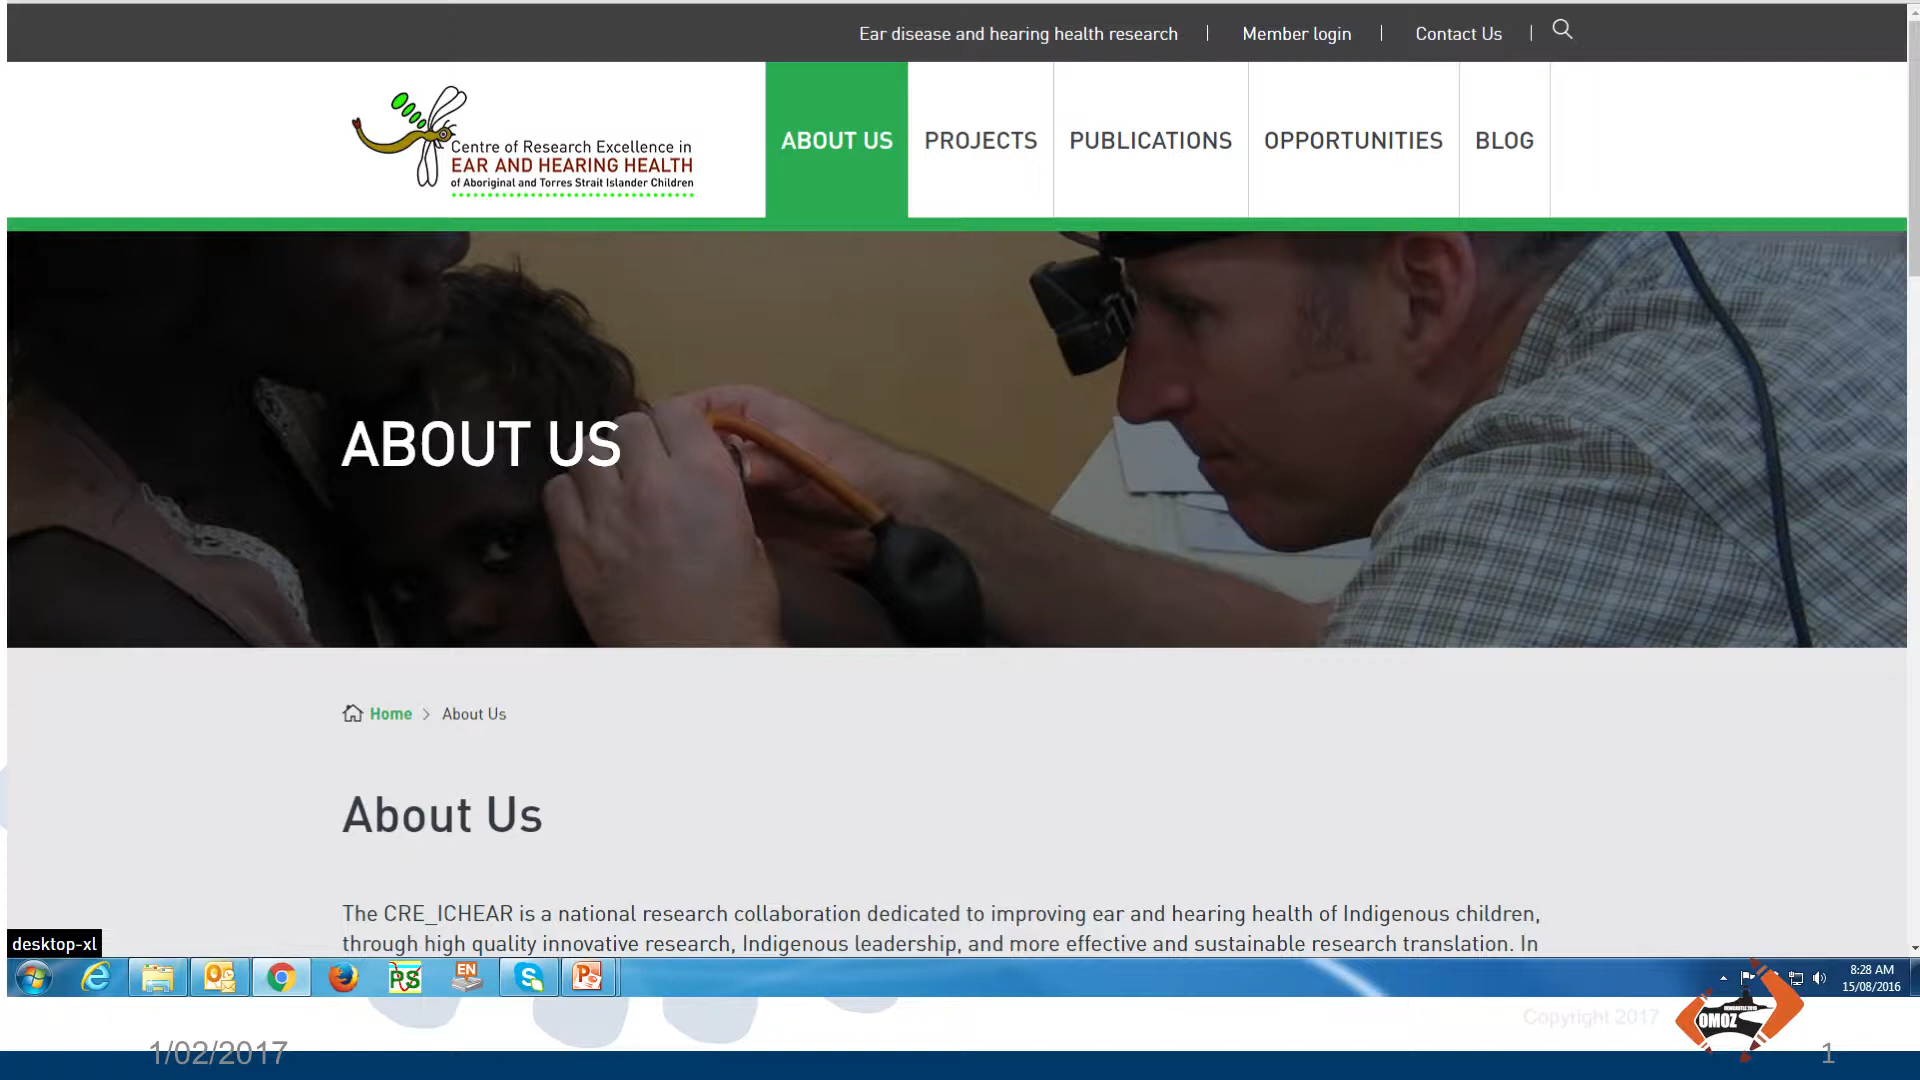 Ear disease and hearing health research
Member login
Contact Us
Centre of Research Excellence in
EAR AND HEARING HEALTH
of Aboriginal and Torres Strait Islander Children
ABOUT US
PROJECTS
PUBLICATIONS
OPPORTUNITIES
BLOG
ABOUT US
Home > About Us
About Us
The CRE_ICHEAR is a national research collaboration dedicated to improving ear and hearing health of Indigenous children,
through high quality innovative research, Indigenous leadership, and more effective and sustainable research translation. In
desktop-xl
EN
8:28 AM
15/08/2016
Copyright 2017
OMOZ
1/02/2017
1